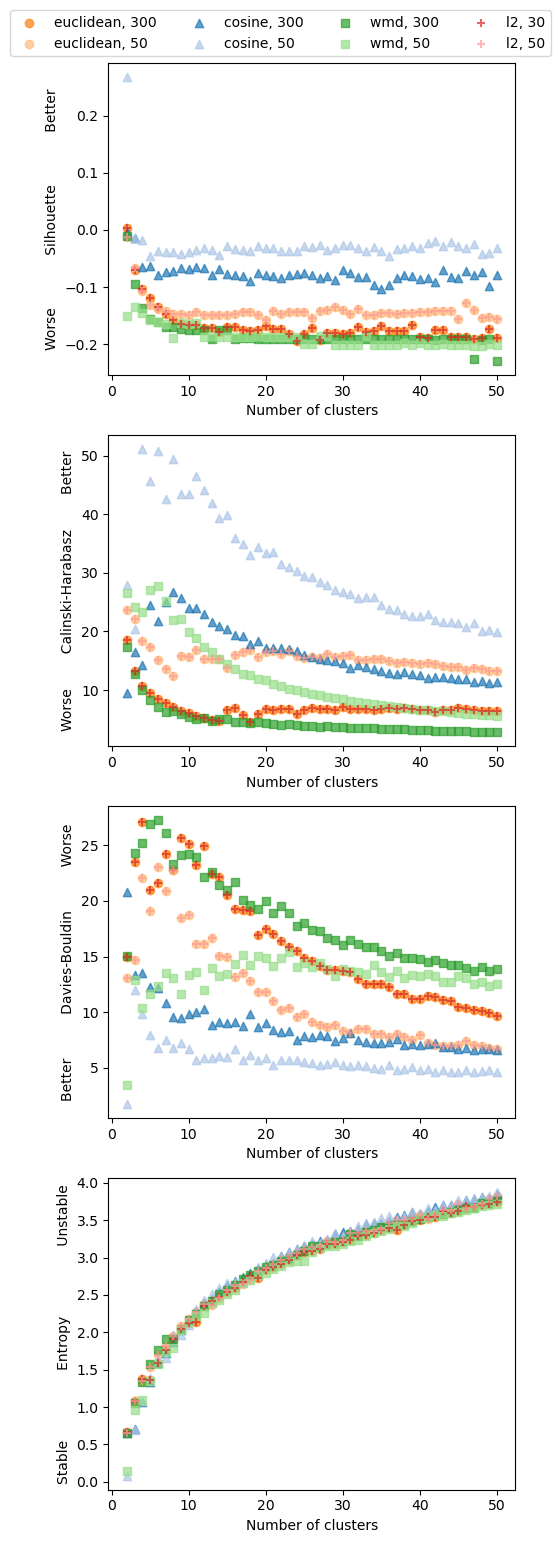 euclidean, 300 cosine, 300 wmd, 300 l2, 30
euclidean, 50 cosine, 50 wmd, 50 l2, 50
Worse Silhouette Better
0.2
0.1
0.0
−0.1
−0.2
0 10 20 30 40 50
Number of clusters
Worse Calinski-Harabasz Better
50
40
30
20
10
0 10 20 30 40 50
Number of clusters
Better Davies-Bouldin Worse
25
20
15
10
5
0 10 20 30 40 50
Number of clusters
Stable Entropy Unstable
4.0
3.5
3.0
2.5
2.0
1.5
1.0
0.5
0.0
0 10 20 30 40 50
Number of clusters